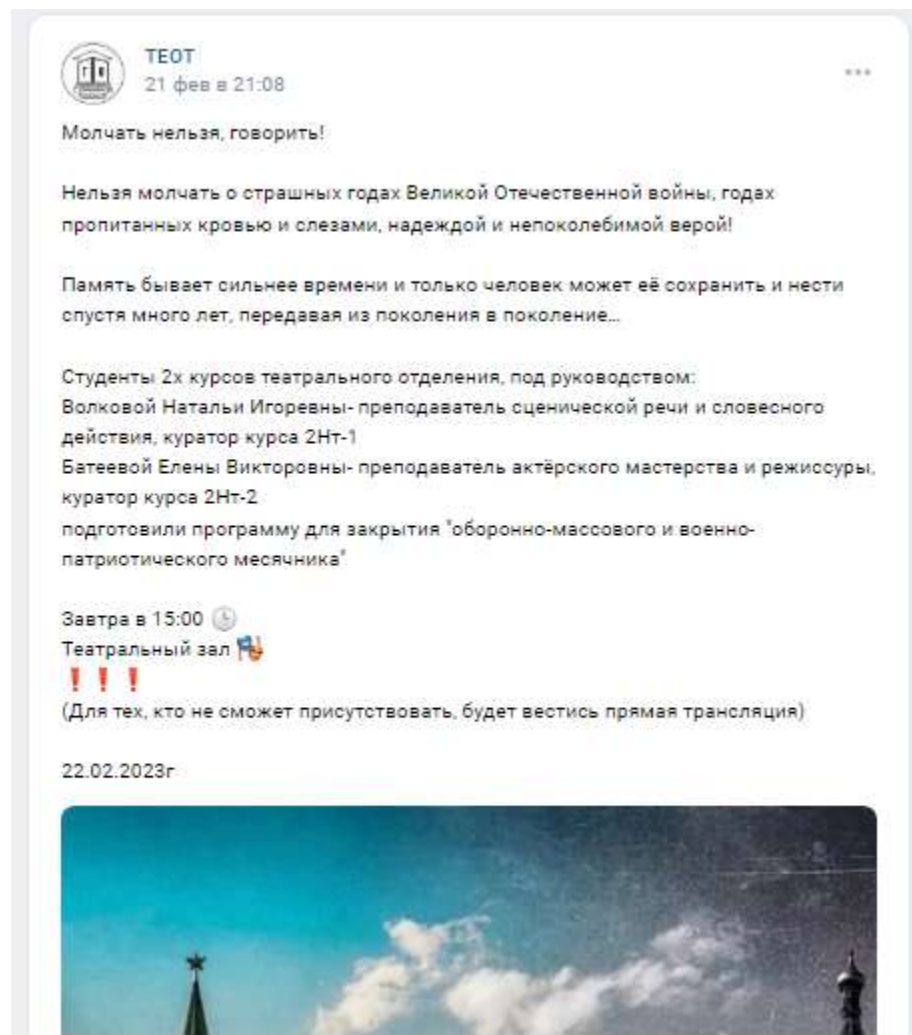 ТЕОТ
21 фев в 21:08
Молчать нельзя, говорить!
Нельзя молчать о страшных годах Великой Отечественной войны, годах
пропитанных кровью и слезами, надеждой и непоколебимой верой!
Память бывает сильнее времени и только человек может её сохранить и нести
спустя много лет, передавая из поколения в поколение...
Студенты 2х курсов театрального отделения, под руководством:
Волковой Натальи Игоревны- преподаватель сценической речи и словесного
действия, куратор курса 2Нт-1
Батеевой Елены Викторовны- преподаватель актёрского мастерства и режиссуры,
куратор курса 2Нт-2
подготовили программу для закрытия "оборонно-массового и военно-
патриотического месячника"
Завтра в 15:00 🕒
Театральный зал 🎭
❗❗❗
(Для тех, кто не сможет присутствовать, будет вестись прямая трансляция)
22.02.2023г